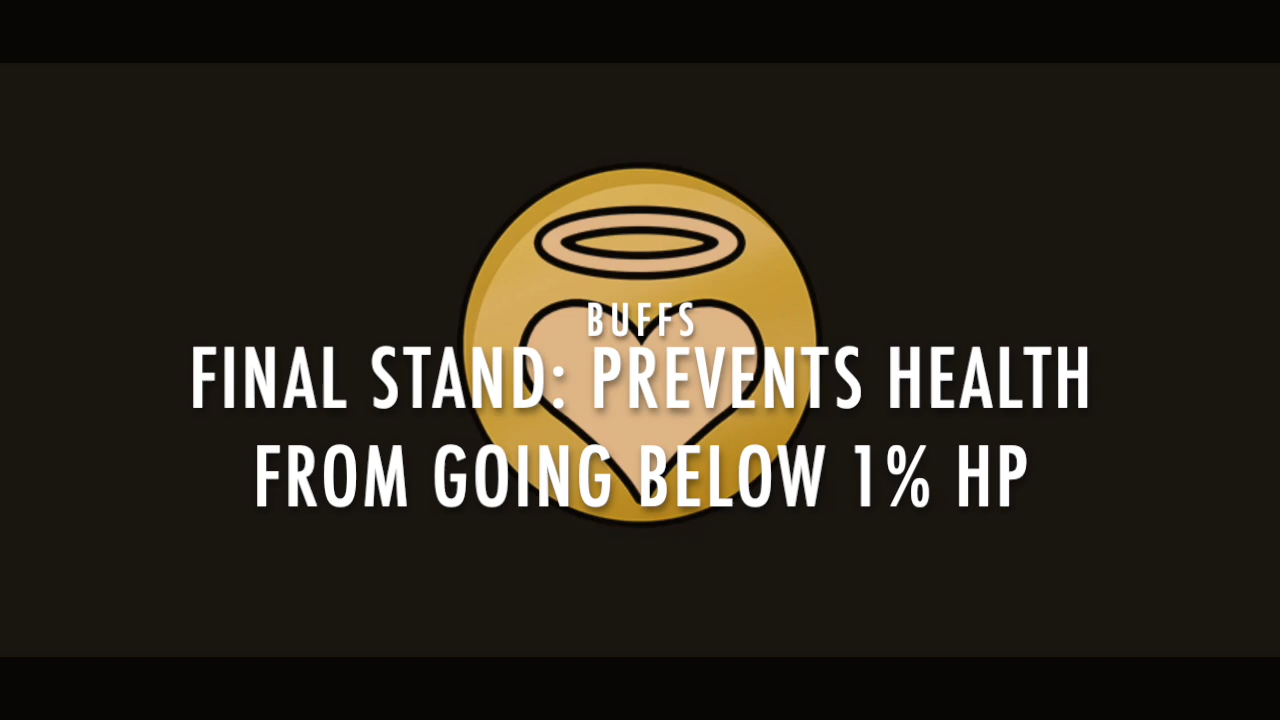 BUFFS
FINAL STAND: PREVENTS HEALTH
FROM GOING BELOW 1% HP